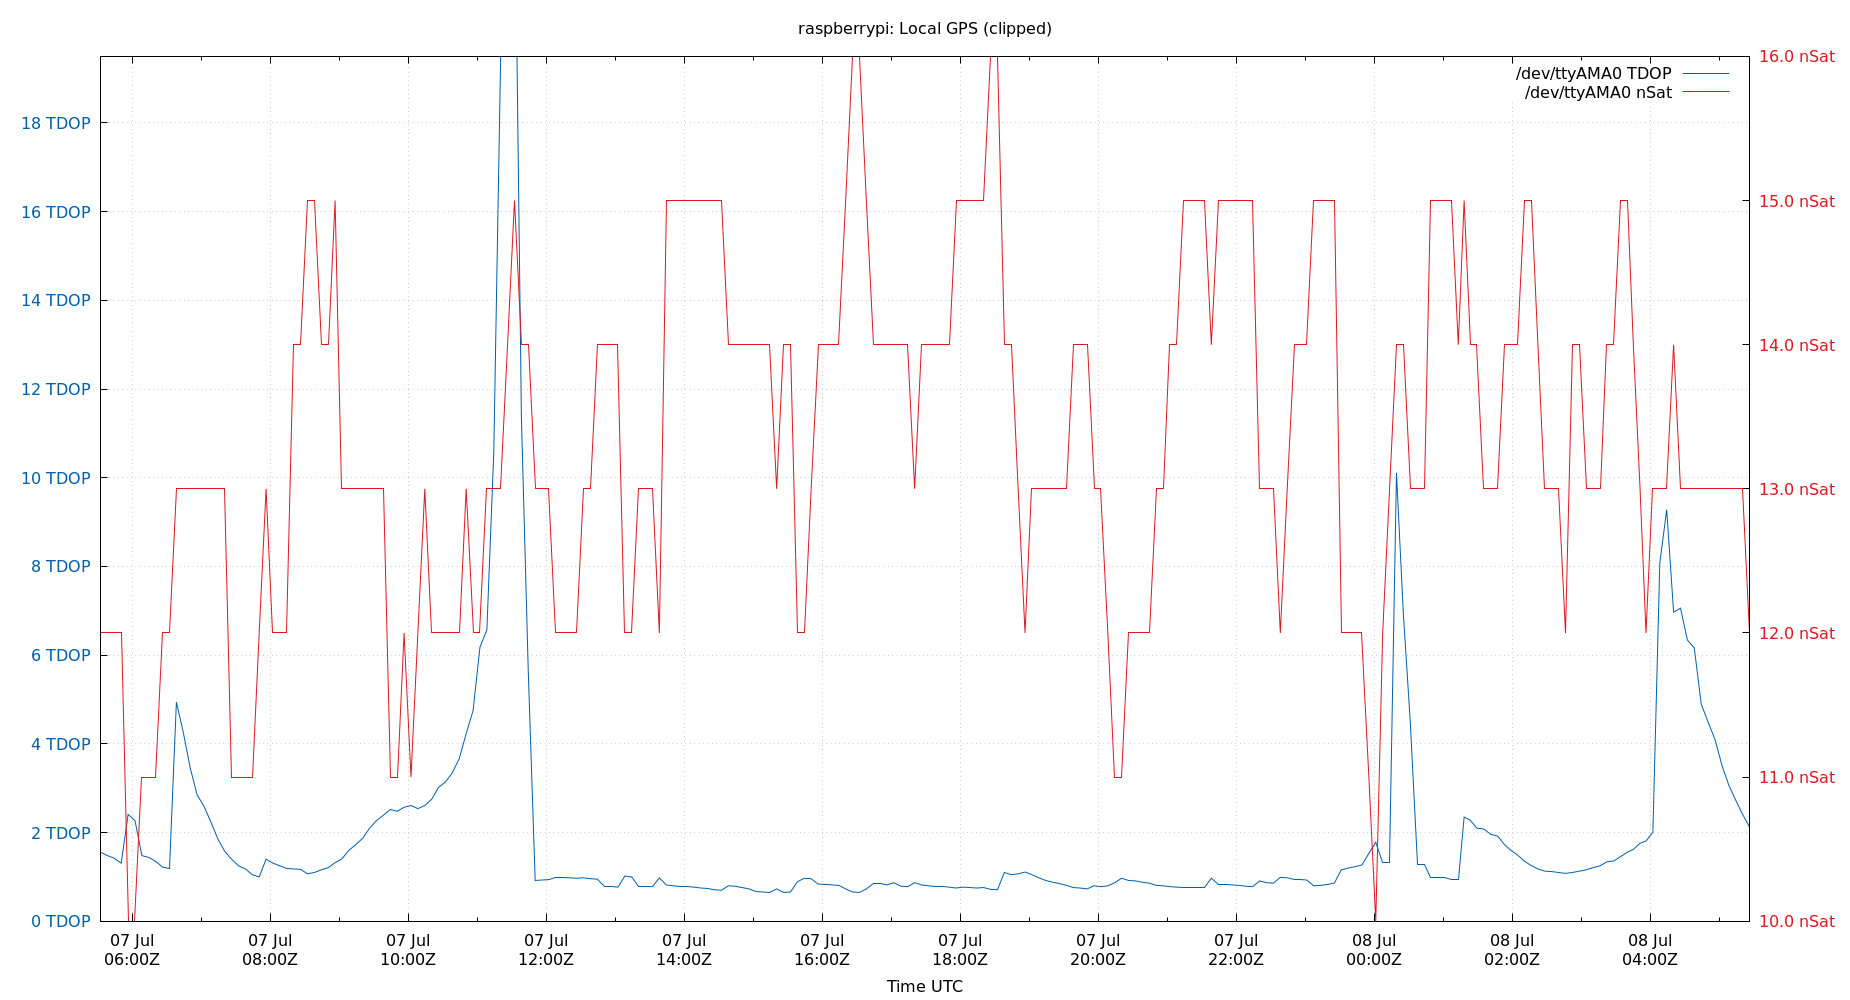 raspberrypi: Local GPS (clipped)
/dev/ttyAMA0 TDOP
/dev/ttyAMA0 nSat
18 TDOP
16 TDOP
14 TDOP
12 TDOP
10 TDOP
8 TDOP
6 TDOP
4 TDOP
2 TDOP
0 TDOP
16.0 nSat
15.0 nSat
14.0 nSat
13.0 nSat
12.0 nSat
11.0 nSat
10.0 nSat
07 Jul
06:00Z
07 Jul
08:00Z
07 Jul
10:00Z
07 Jul
12:00Z
07 Jul
14:00Z
07 Jul
16:00Z
07 Jul
18:00Z
07 Jul
20:00Z
07 Jul
22:00Z
08 Jul
00:00Z
08 Jul
02:00Z
08 Jul
04:00Z
Time UTC